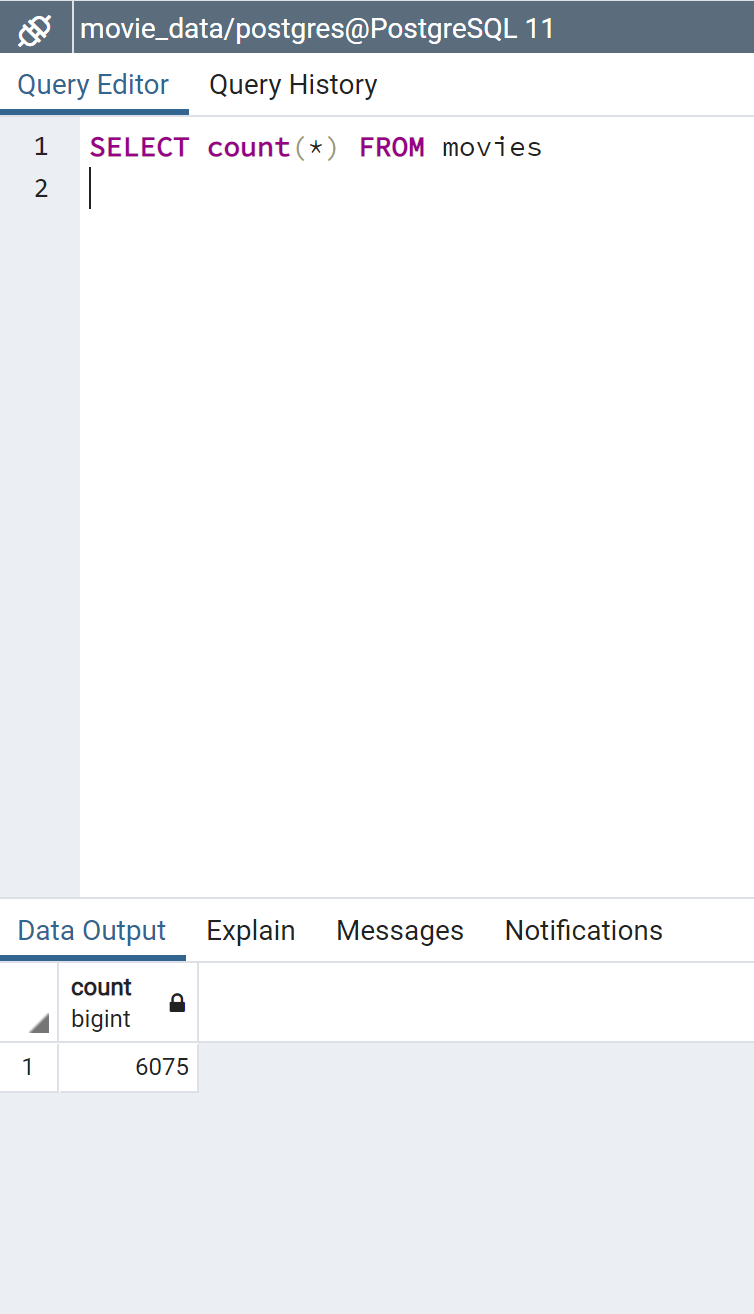 movie_data/postgres@PostgreSQL 11
Query Editor Query History
1 SELECT count(*) FROM movies
2
Data Output Explain Messages Notifications
count
bigint
1 6075